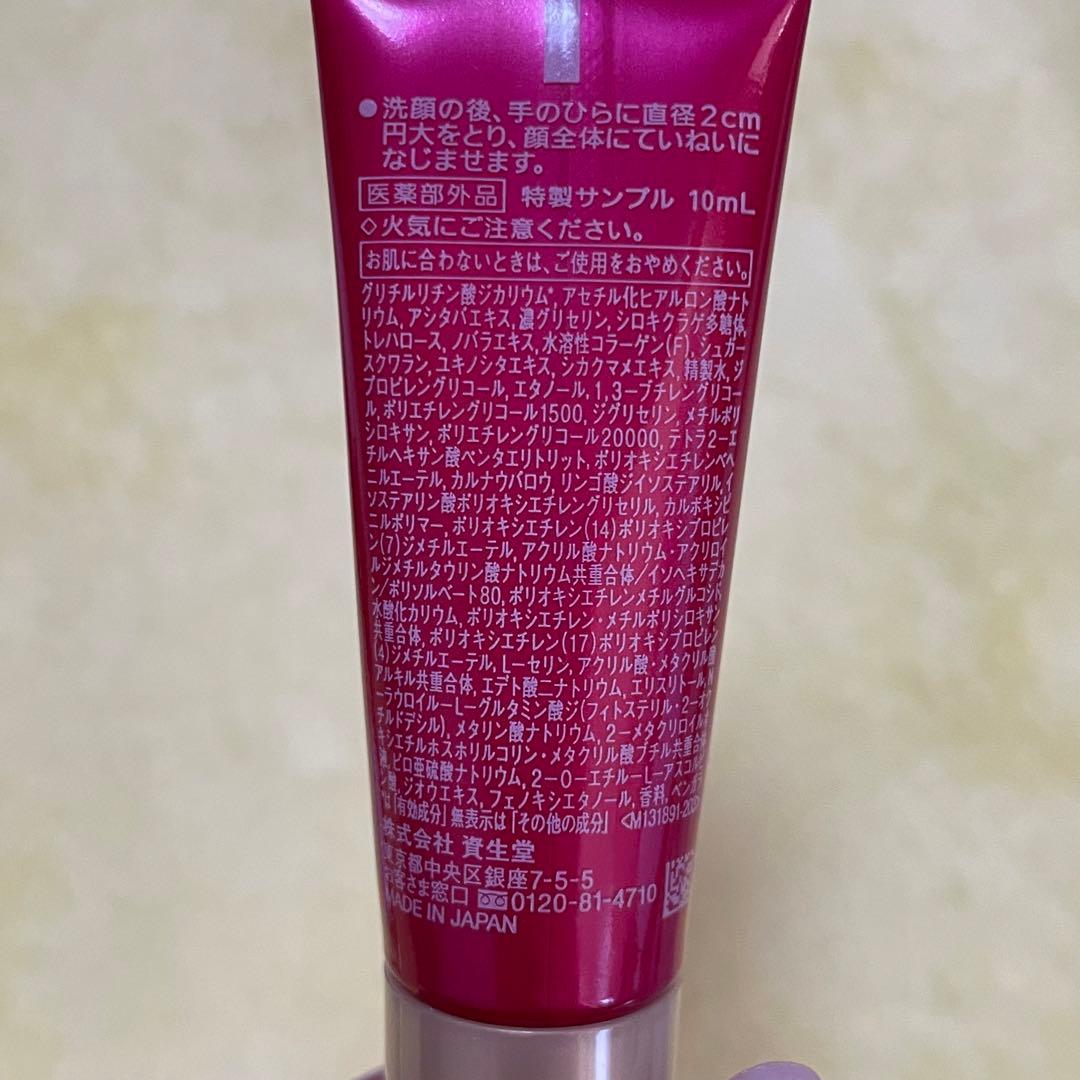 ●洗顔の後、手のひらに直径2cm
円大をとり、顔全体にていねいに
なじませます。
医薬部外品 特製サンプル 10mL
◇火気にご注意ください。
お肌に合わないときは、ご使用をおやめください。
グリチルリチン酸ジカリウム*, アセチル化ヒアルロン酸ナト
リウム, アシタバエキス, 濃グリセリン, シロキクラゲ多糖体,
トレハロース, ノバラエキス, 水溶性コラーゲン(F), シュガー
スクワラン, ユキノシタエキス, シカクマメエキス, 精製水, ジ
プロピレングリコール, エタノール, 1,3-ブチレングリコー
ル, ポリエチレングリコール1500, ジグリセリン, メチルポリ
シロキサン, ポリエチレングリコール20000, テトラ2-エ
チルヘキサン酸ペンタエリトリット, ポリオキシエチレンベヘ
ニルエーテル, カルナウバロウ, リンゴ酸ジイソステアリル, イ
ソステアリン酸ポリオキシエチレングリセリル, カルボキシビ
ニルポリマー, ポリオキシエチレン(14)ポリオキシプロピレ
ン(7)ジメチルエーテル, アクリル酸ナトリウム・アクリロイ
ルジメチルタウリン酸ナトリウム共重合体/イソヘキサデカ
ン/ポリソルベート80, ポリオキシエチレンメチルグルコシド,
水酸化カリウム, ポリオキシエチレン・メチルポリシロキサン
共重合体, ポリオキシエチレン(17)ポリオキシプロピレン
(4)ジメチルエーテル, L-セリン, アクリル酸・メタクリル酸
アルキル共重合体, エデト酸二ナトリウム, エリスリトール, N
-ラウロイル-L-グルタミン酸ジ(フィトステリル・2-オク
チルドデシル), メタリン酸ナトリウム, 2-メタクリロイルオ
キシエチルホスホリルコリン・メタクリル酸ブチル共重合体
液, ピロ亜硫酸ナトリウム, 2-O-エチル-L-アスコルビ
ン酸, ジオウエキス, フェノキシエタノール, 香料, ベンガラ
*は「有効成分」無表示は「その他の成分」 <M131891-
株式会社 資生堂
東京都中央区銀座7-5-5
お客さま窓口 0120-81-4710
MADE IN JAPAN